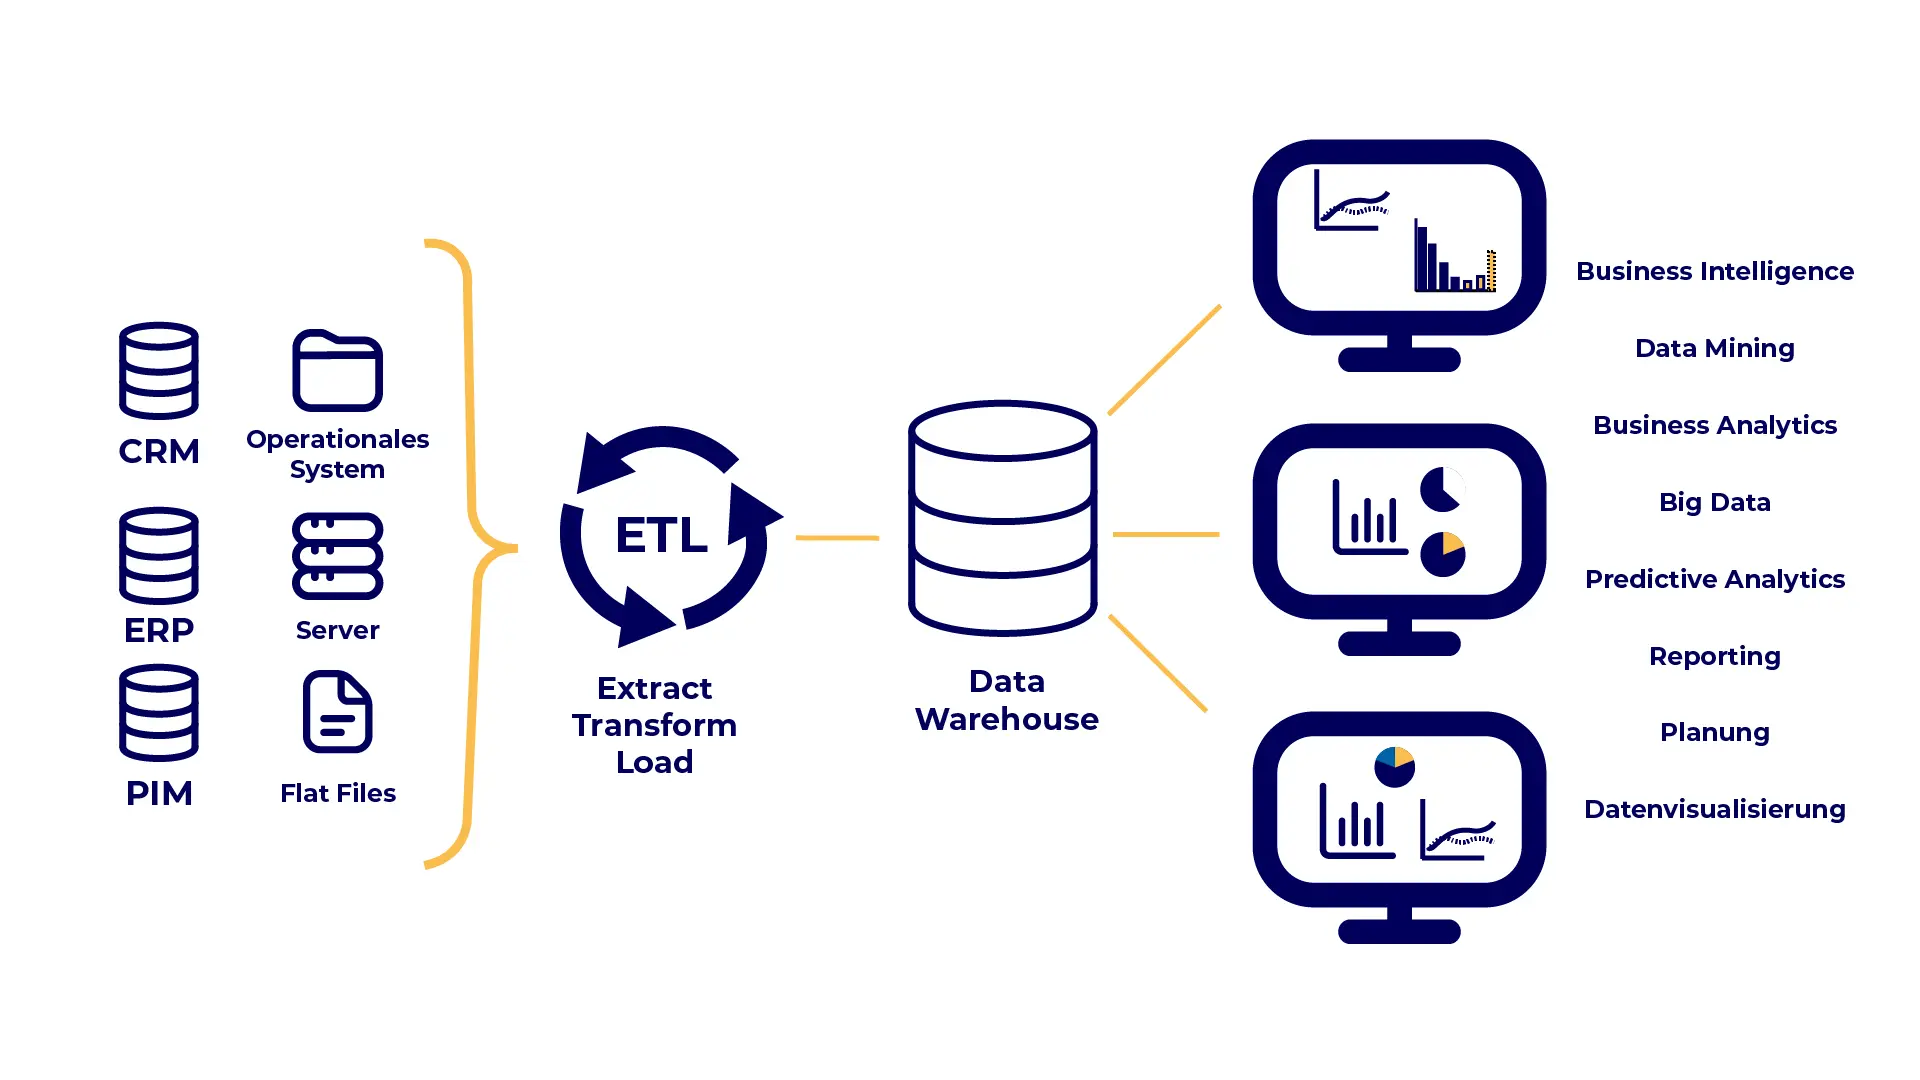 CRM
Operationales
System
ERP
Server
PIM
Flat Files
ETL
Extract
Transform
Load
Data
Warehouse
Business Intelligence
Data Mining
Business Analytics
Big Data
Predictive Analytics
Reporting
Planung
Datenvisualisierung